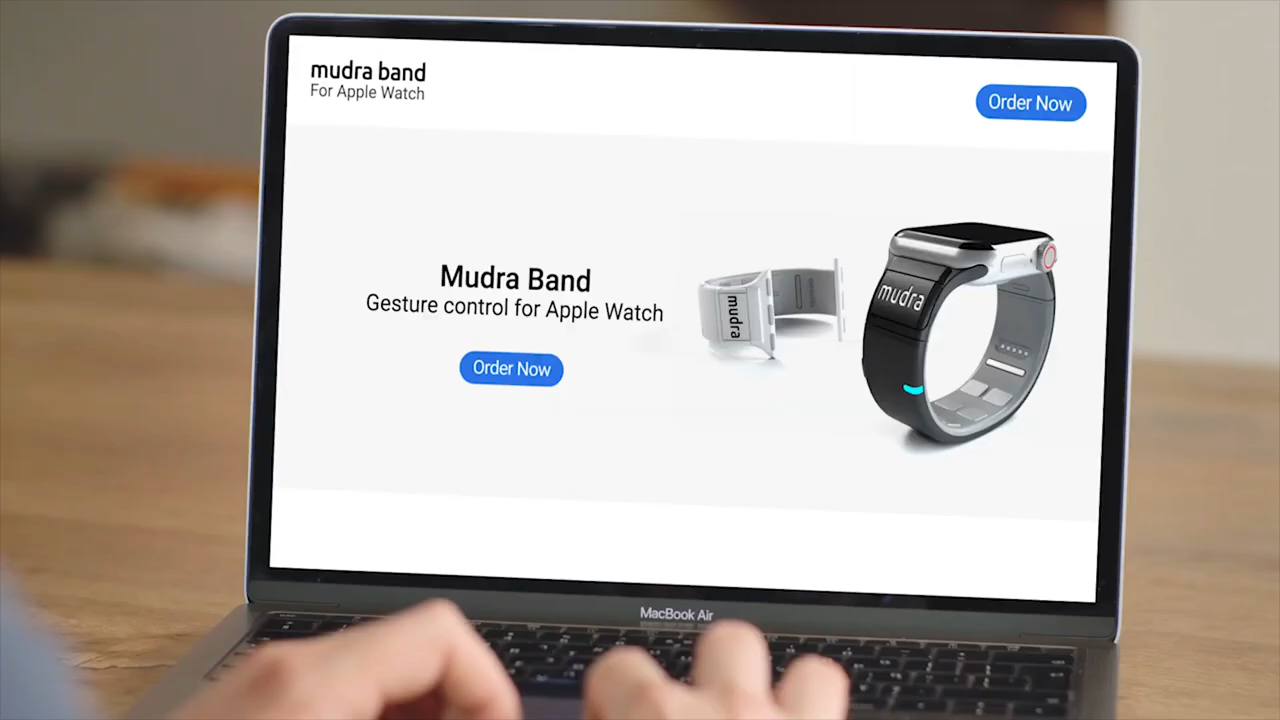 mudra band
For Apple Watch
Order Now
Mudra Band
Gesture control for Apple Watch
Order Now
mudra
mudra
MacBook Air